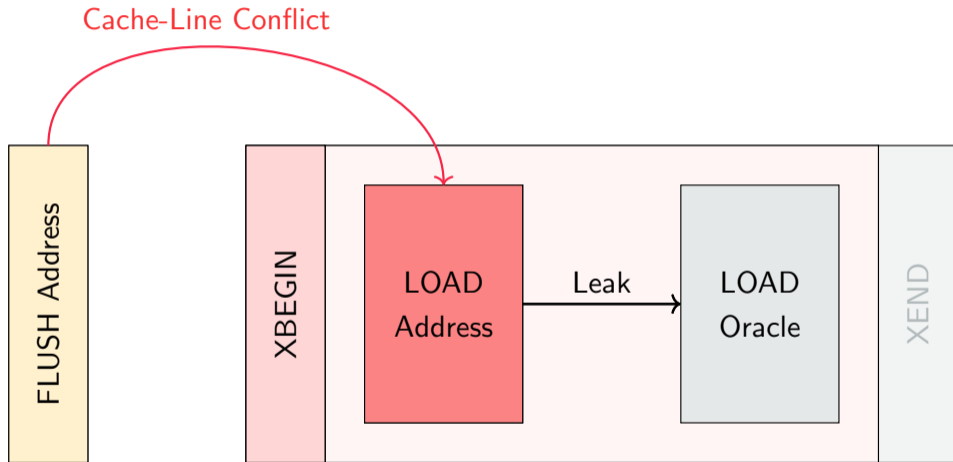 Cache-Line Conflict
FLUSH Address
XBEGIN
LOAD
Address
Leak
LOAD
Oracle
XEND